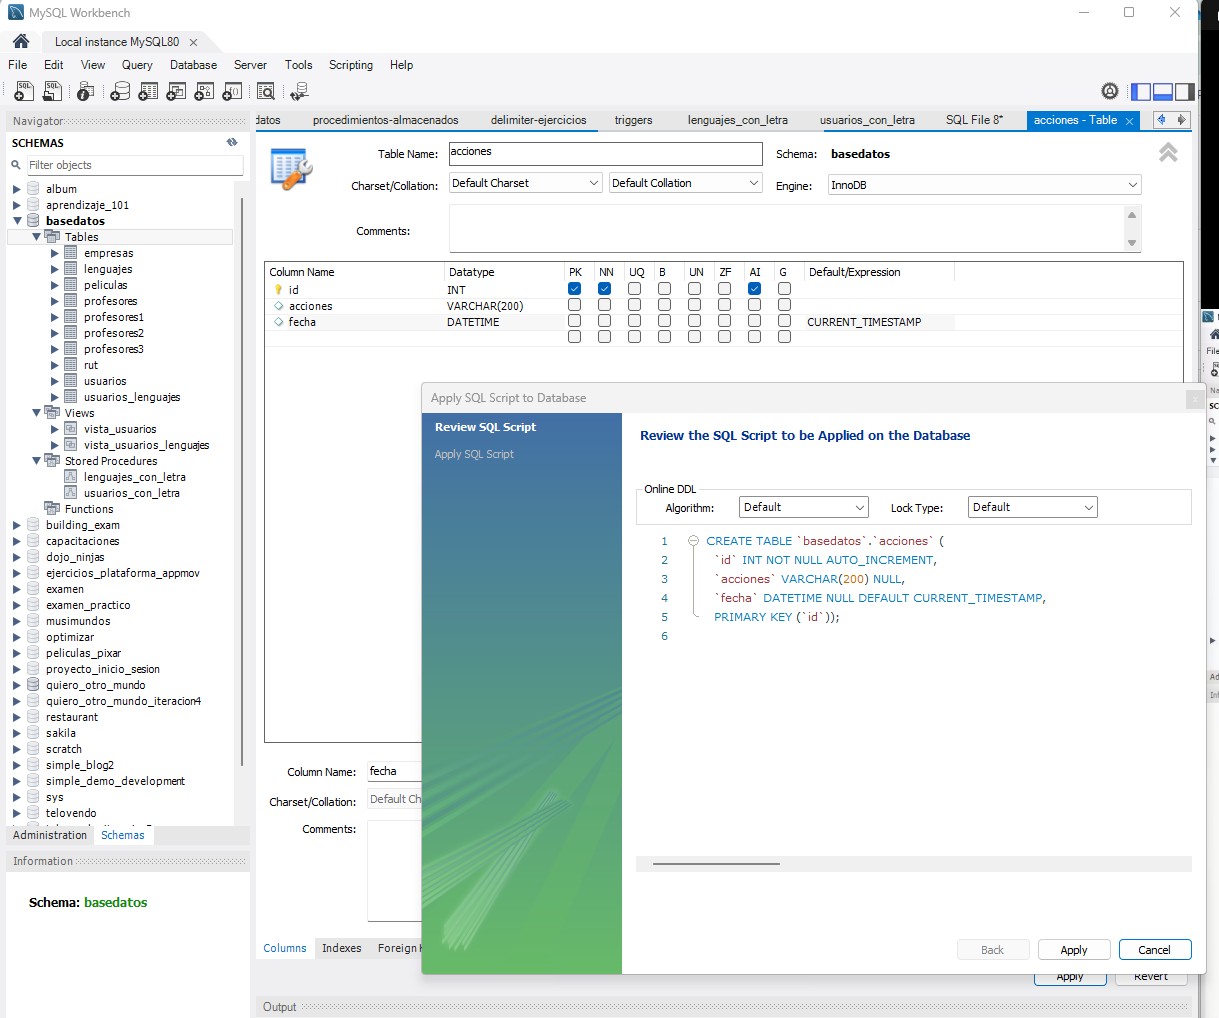 MySQL Workbench
Local instance MySQL80
File Edit View Query Database Server Tools Scripting Help
Navigator
SCHEMAS
Filter objects
album
aprendizaje_101
basedatos
Tables
empresas
lenguajes
peliculas
profesores
profesores1
profesores2
profesores3
rut
usuarios
usuarios_lenguajes
Views
vista_usuarios
vista_usuarios_lenguajes
Stored Procedures
lenguajes_con_letra
usuarios_con_letra
Functions
building_exam
capacitaciones
dojo_ninjas
ejercicios_plataforma_appmov
examen
examen_practico
musimundos
optimizar
peliculas_pixar
proyecto_inicio_sesion
quiero_otro_mundo
quiero_otro_mundo_iteracion4
restaurant
sakila
scratch
simple_blog2
simple_demo_development
sys
telovendo
Administration Schemas
Information
Schema: basedatos
datos procedimientos-almacenados delimiter-ejercicios triggers lenguajes_con_letra usuarios_con_letra SQL File 8* acciones - Table
Table Name: acciones Schema: basedatos
Charset/Collation: Default Charset Default Collation Engine: InnoDB
Comments:
Column Name Datatype PK NN UQ B UN ZF AI G Default/Expression
id INT
acciones VARCHAR(200)
fecha DATETIME CURRENT_TIMESTAMP
Column Name: fecha
Charset/Collation: Default Ch
Comments:
Columns Indexes Foreign
Apply Revert
Output
Apply SQL Script to Database
Review SQL Script
Apply SQL Script
Review the SQL Script to be Applied on the Database
Online DDL
Algorithm: Default Lock Type: Default
1 CREATE TABLE `basedatos`.`acciones` (
2 `id` INT NOT NULL AUTO_INCREMENT,
3 `acciones` VARCHAR(200) NULL,
4 `fecha` DATETIME NULL DEFAULT CURRENT_TIMESTAMP,
5 PRIMARY KEY (`id`));
6
Back Apply Cancel